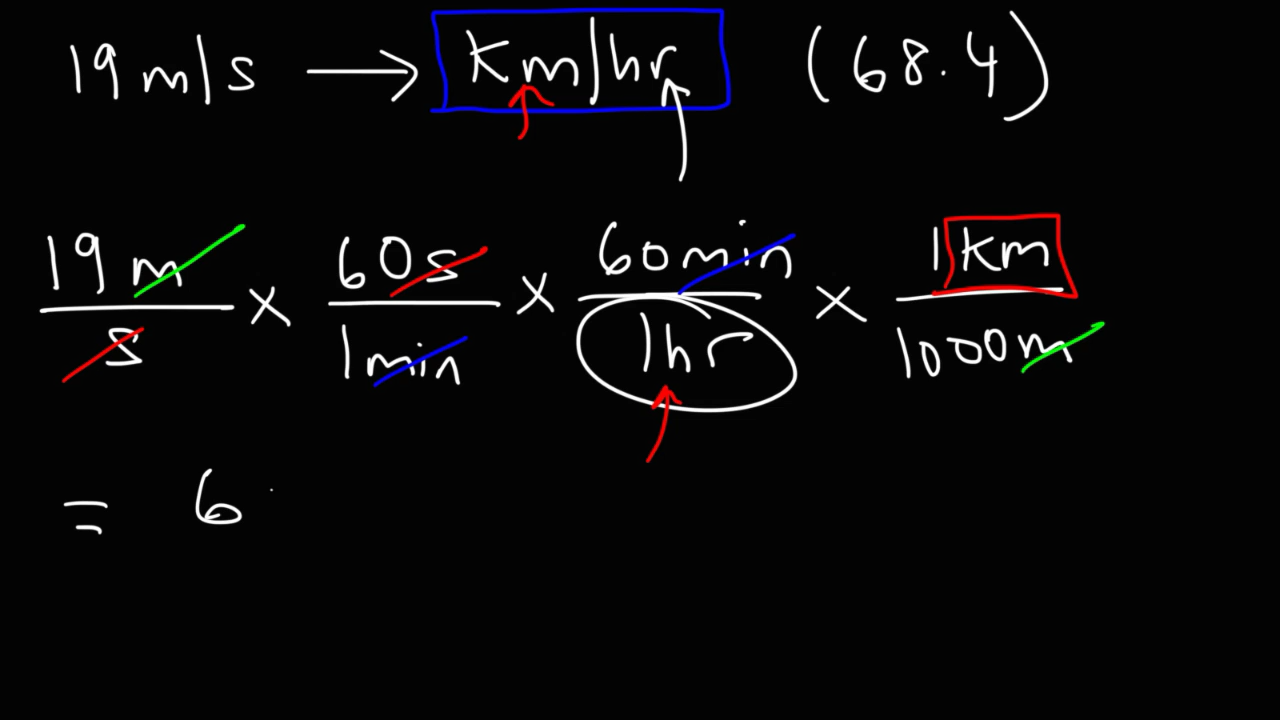 19 m/s → Km/hr (68.4)
19 m / s × 60 s / 1 min × 60 min / 1 hr × 1 Km / 1000 m
= 6